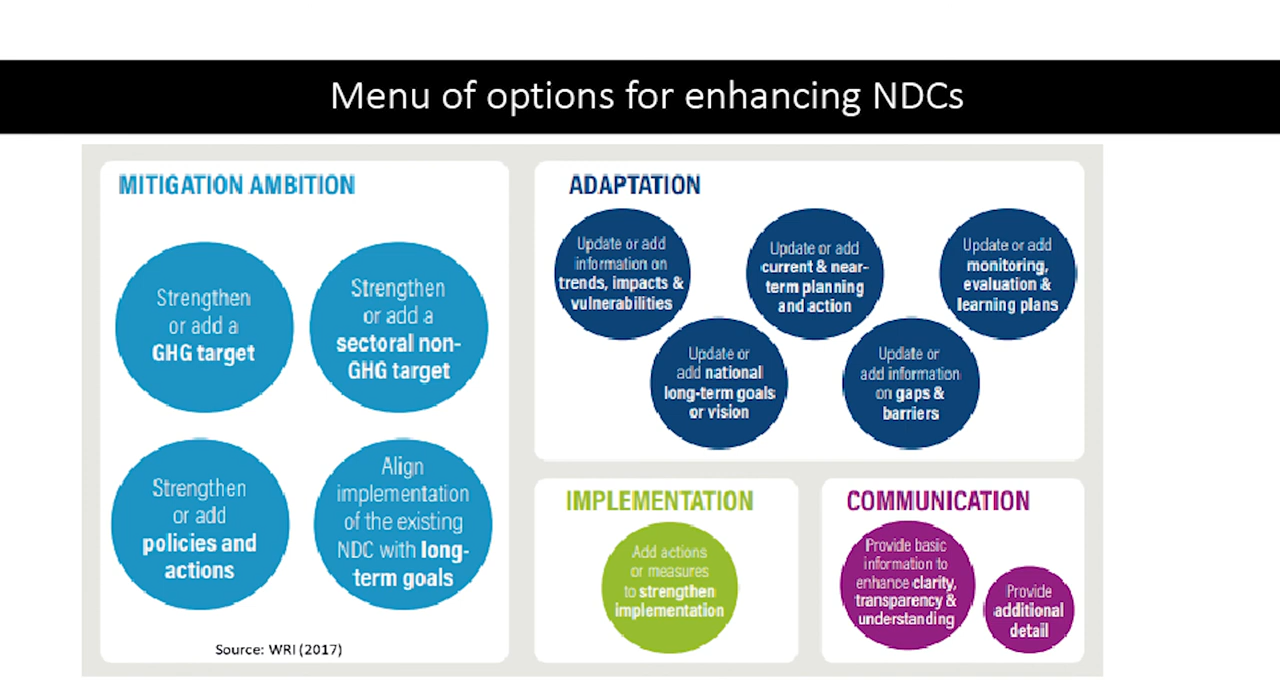 Menu of options for enhancing NDCs
MITIGATION AMBITION
Strengthen
or add a
GHG target
Strengthen
or add a
sectoral non-
GHG target
Strengthen
or add
policies and
actions
Align
implementation
of the existing
NDC with long-
term goals
Source: WRI (2017)
ADAPTATION
Update or add
information on
trends, impacts &
vulnerabilities
Update or
add national
long-term goals
or vision
Update or add
current & near-
term planning
and action
Update or
add information
on gaps &
barriers
Update or add
monitoring,
evaluation &
learning plans
IMPLEMENTATION
Add actions
or measures
to strengthen
implementation
COMMUNICATION
Provide basic
information to
enhance clarity,
transparency &
understanding
Provide
additional
detail